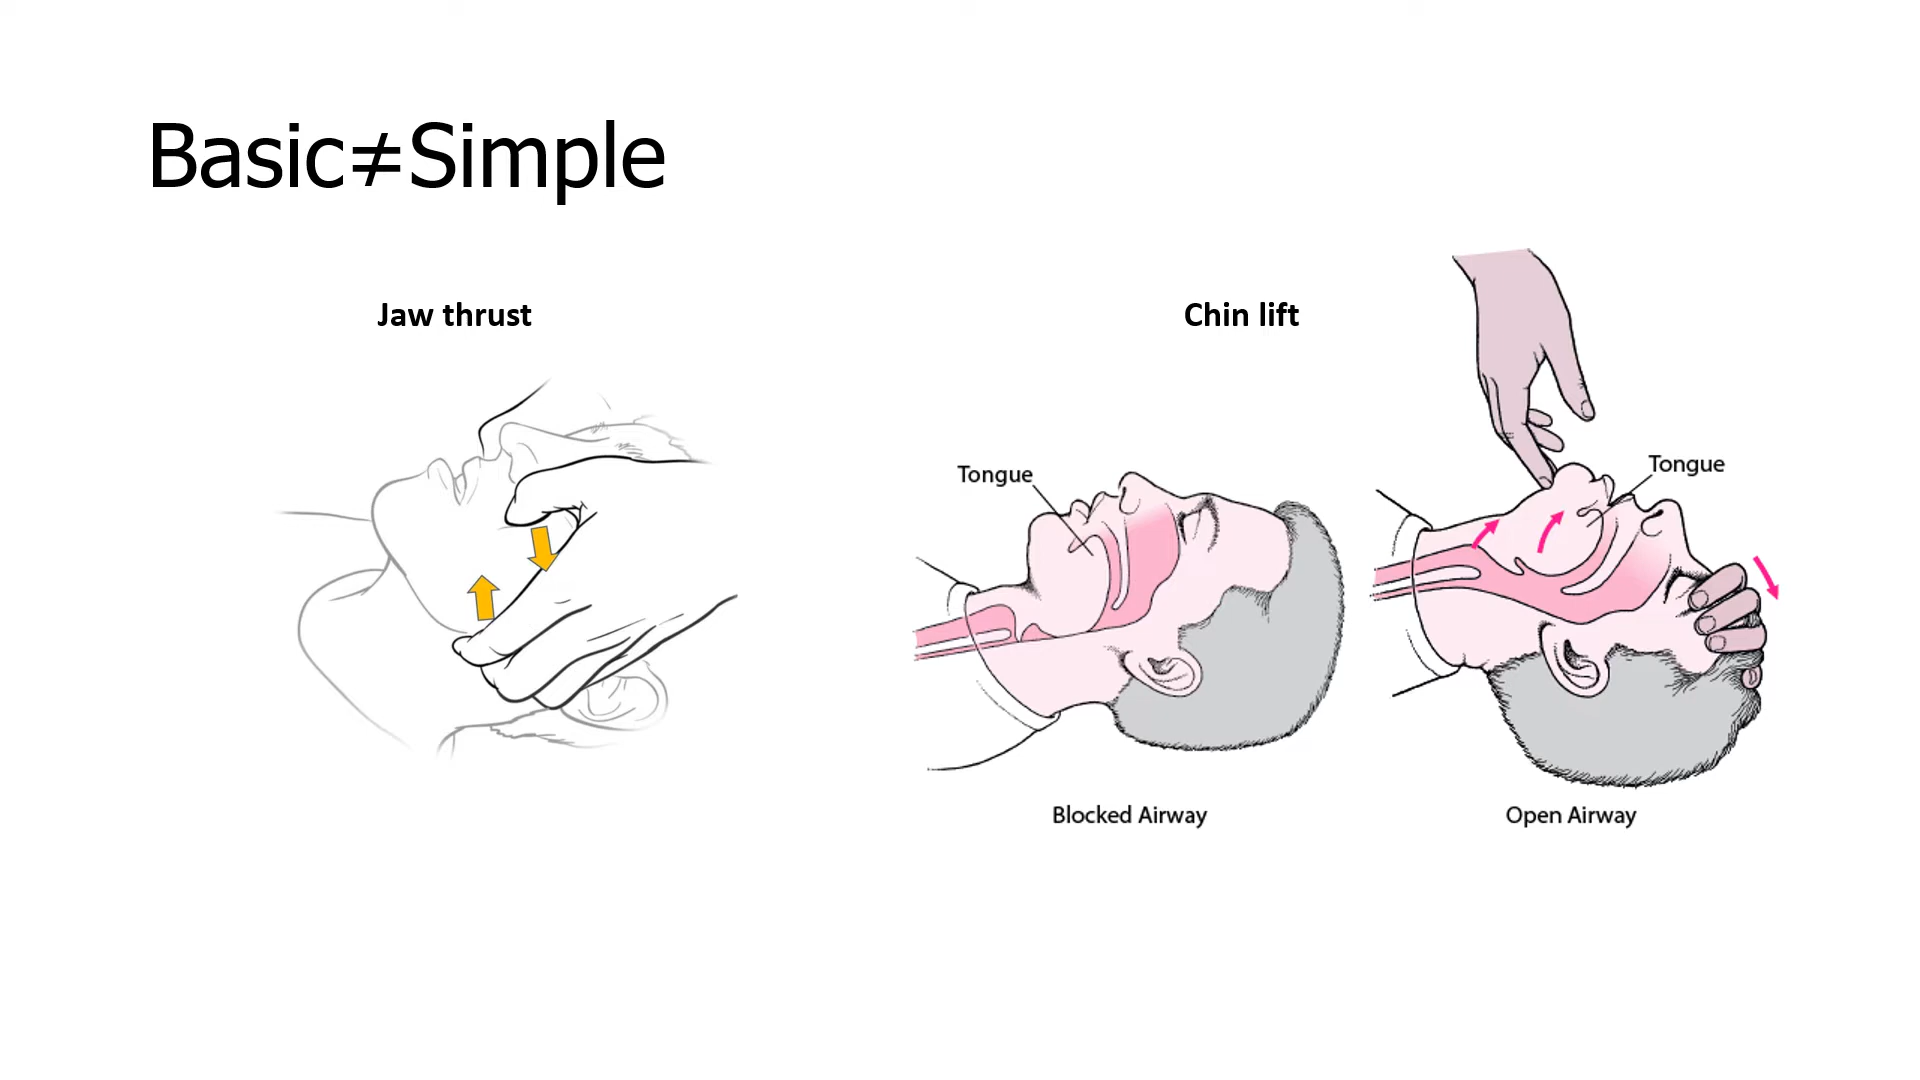 Basic≠Simple
Jaw thrust
Chin lift
Tongue
Tongue
Blocked Airway
Open Airway